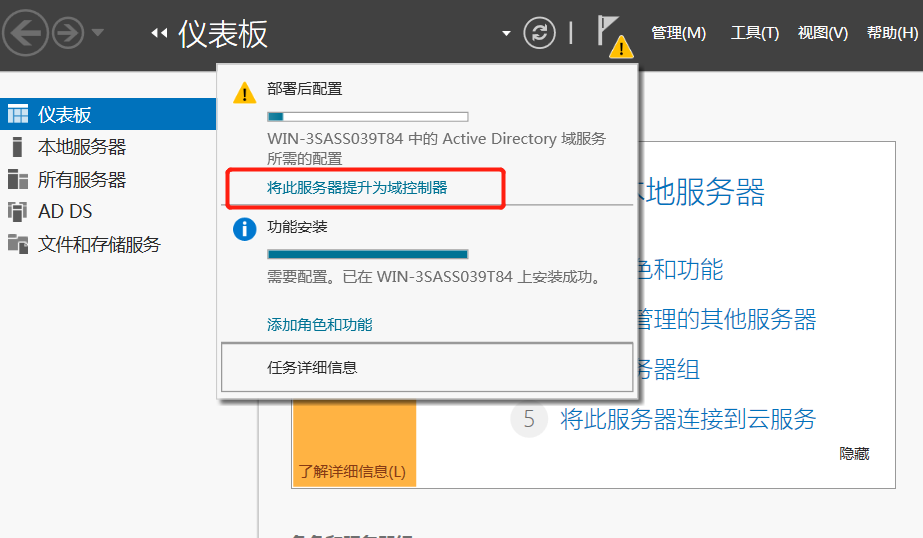 仪表板
管理(M) 工具(T) 视图(V) 帮助(H)
仪表板
本地服务器
所有服务器
AD DS
文件和存储服务
部署后配置
WIN-3SASS039T84 中的 Active Directory 域服务
所需的配置
将此服务器提升为域控制器
功能安装
需要配置。已在 WIN-3SASS039T84 上安装成功。
添加角色和功能
任务详细信息
地服务器
色和功能
管理的其他服务器
务器组
5 将此服务器连接到云服务
隐藏
了解详细信息(L)